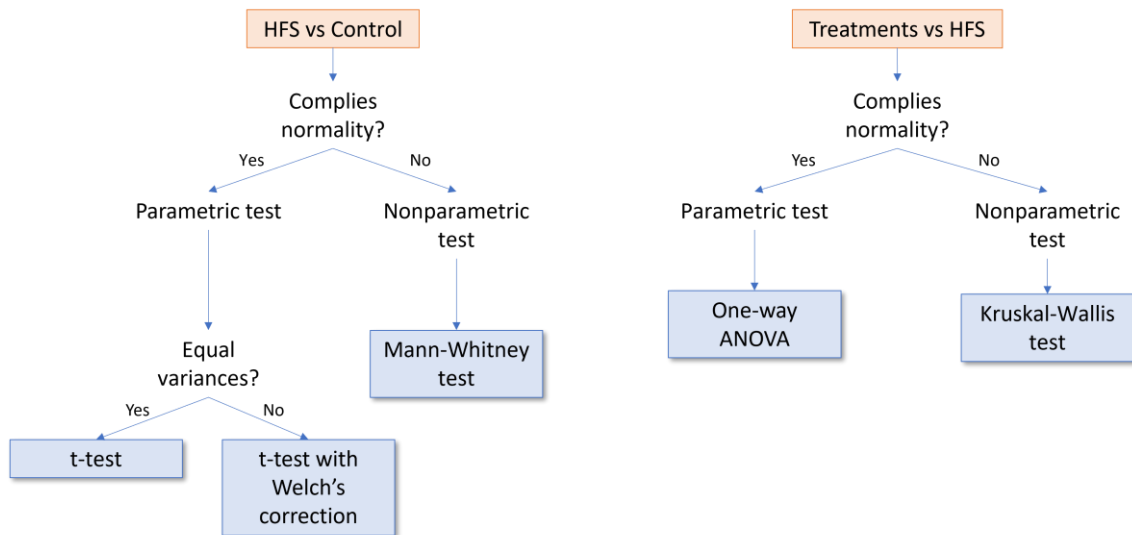 HFS vs Control
Complies
normality?
Yes
No
Parametric test
Nonparametric
test
Equal
variances?
Mann-Whitney
test
Yes
No
t-test
t-test with
Welch’s
correction
Treatments vs HFS
Complies
normality?
Yes
No
Parametric test
Nonparametric
test
One-way
ANOVA
Kruskal-Wallis
test